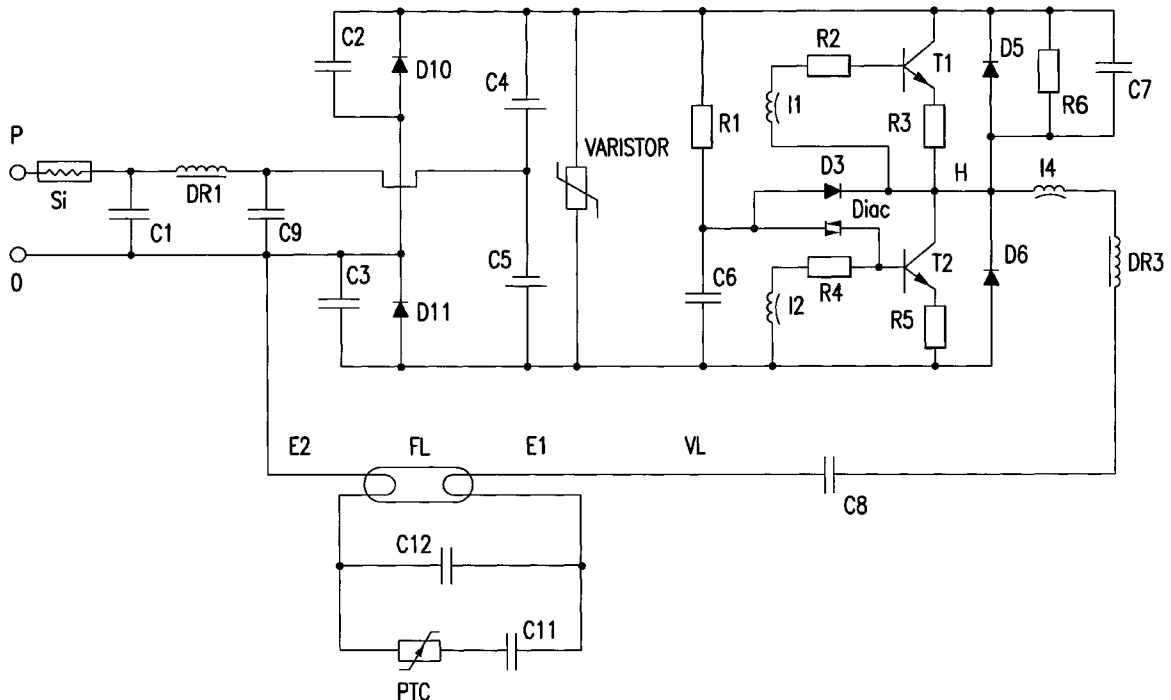 C2
D10
C4
R2
T1
D5
R6
C7
P
Si
DR1
C1
C9
VARISTOR
R1
I1
R3
D3
H
I4
Diac
0
C3
D11
C5
C6
R4
I2
T2
R5
D6
DR3
E2
FL
E1
VL
C8
C12
C11
PTC